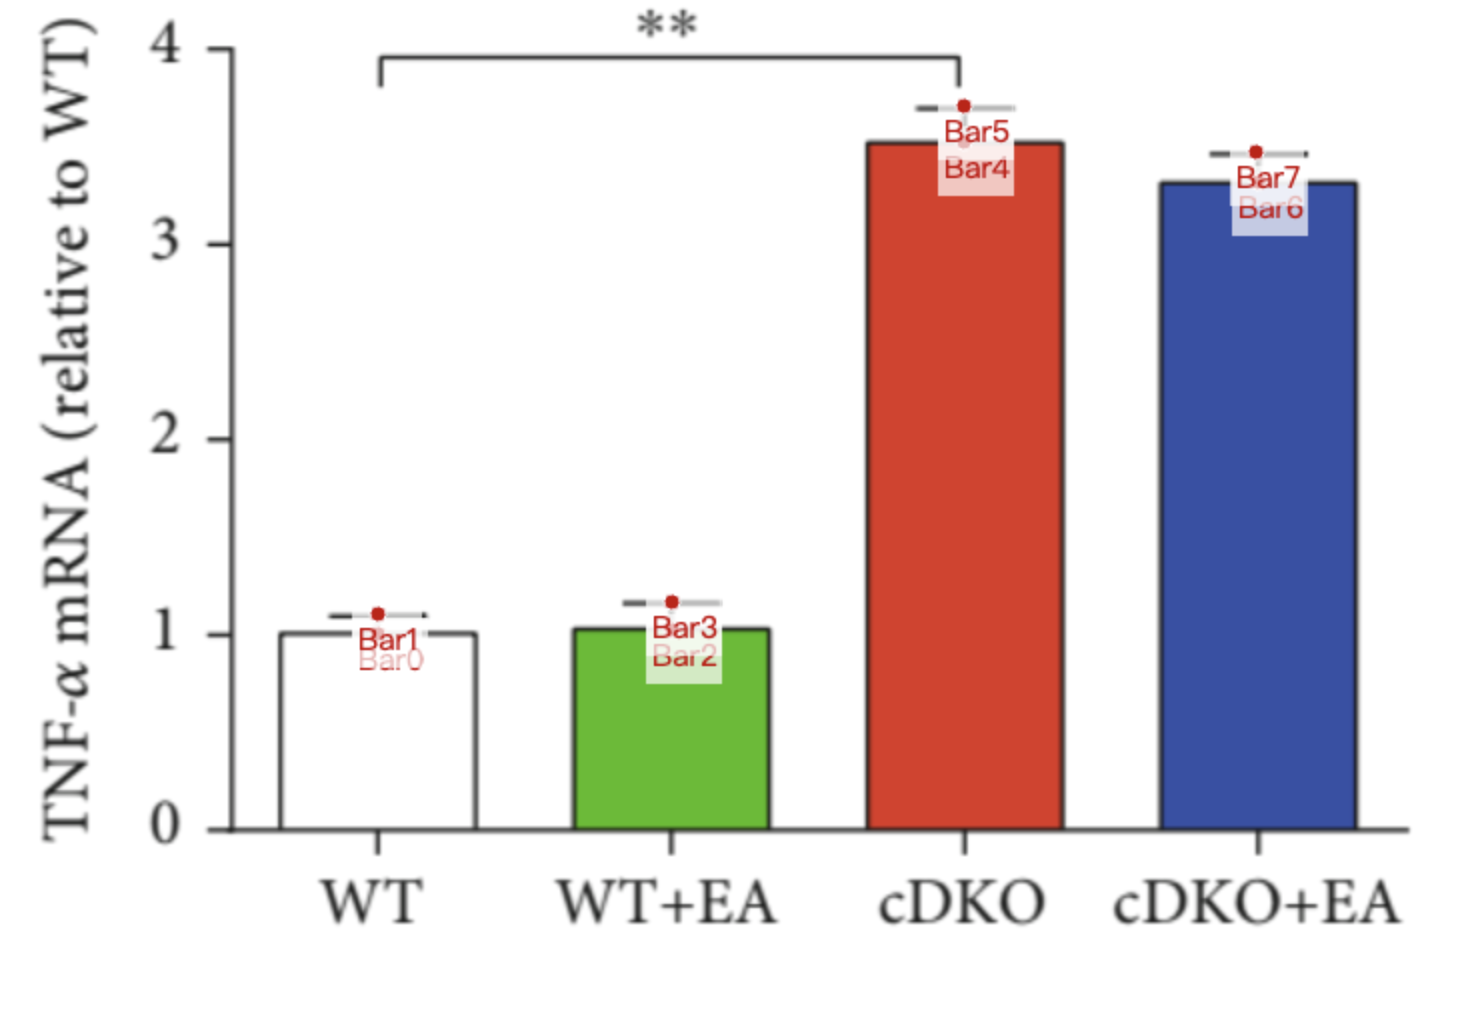 TNF-α mRNA (relative to WT)
4
3
2
1
0
**
Bar5
Bar4
Bar7
Bar6
Bar1
Bar0
Bar3
Bar2
WT
WT+EA
cDKO
cDKO+EA